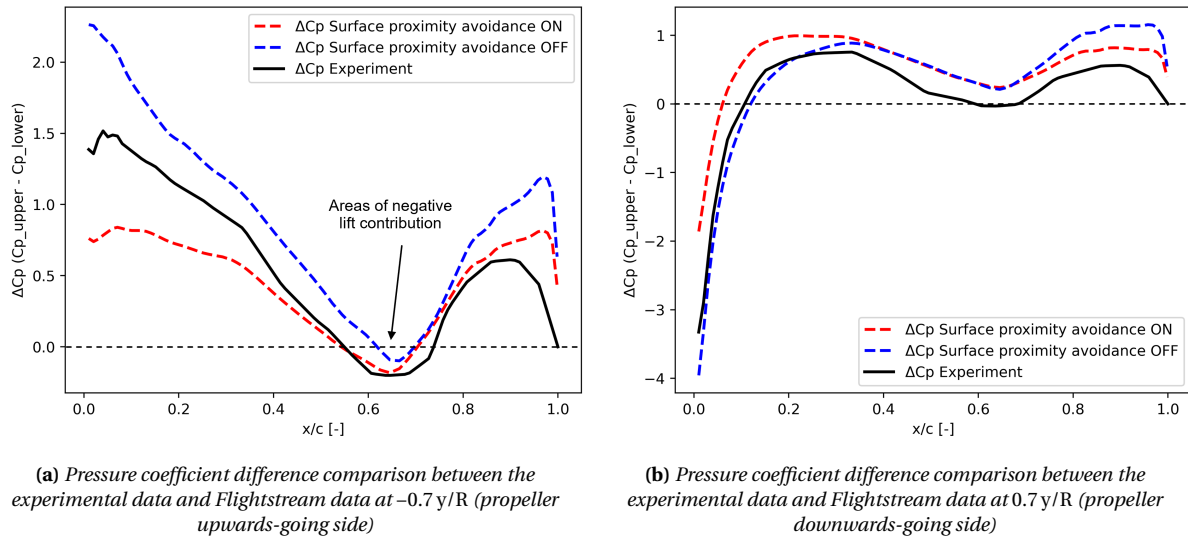 ΔCp Surface proximity avoidance ON
ΔCp Surface proximity avoidance OFF
ΔCp Experiment
Areas of negative
lift contribution
ΔCp (Cp_upper - Cp_lower)
2.0
1.5
1.0
0.5
0.0
0.0 0.2 0.4 0.6 0.8 1.0
x/c [-]
(a) Pressure coefficient difference comparison between the
experimental data and Flightstream data at −0.7 y/R (propeller
upwards-going side)
ΔCp (Cp_upper - Cp_lower)
1
0
−1
−2
−3
−4
ΔCp Surface proximity avoidance ON
ΔCp Surface proximity avoidance OFF
ΔCp Experiment
0.0 0.2 0.4 0.6 0.8 1.0
x/c [-]
(b) Pressure coefficient difference comparison between the
experimental data and Flightstream data at 0.7 y/R (propeller
downwards-going side)